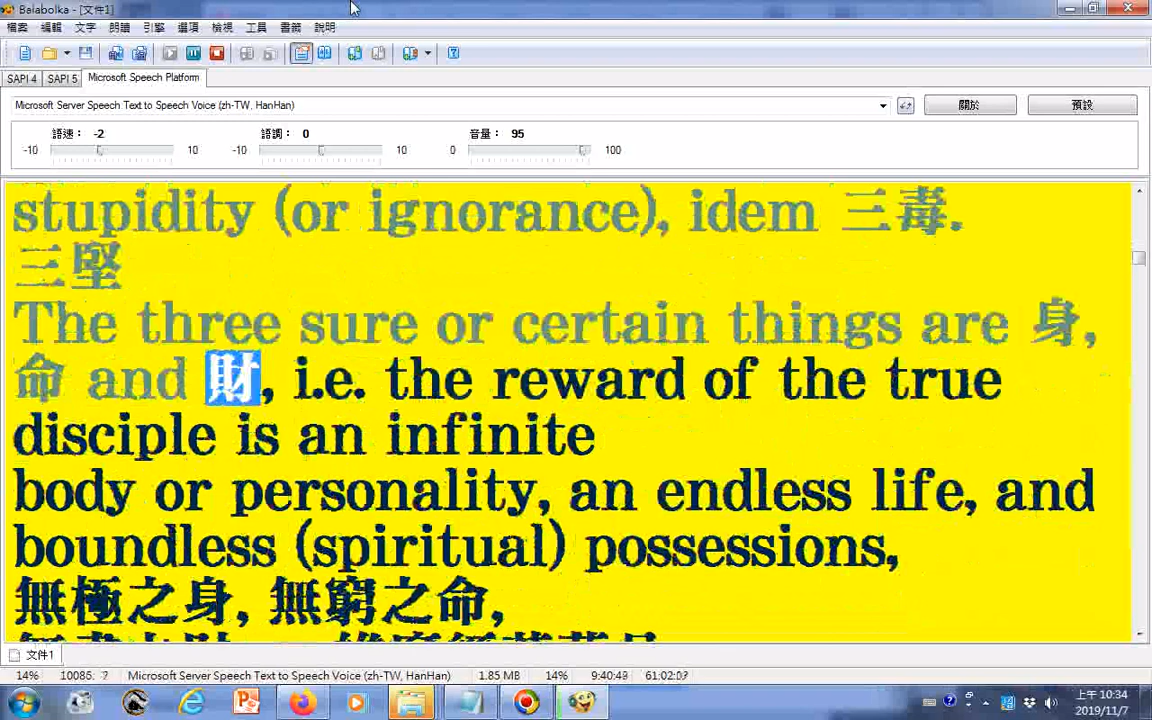 Balabolka - [文件1]
檔案 編輯 文字 朗讀 引擎 選項 檢視 工具 書籤 說明
SAPI 4 SAPI 5 Microsoft Speech Platform
Microsoft Server Speech Text to Speech Voice (zh-TW, HanHan) 關於 預設
語速： -2 語調： 0 音量： 95
-10 10 -10 10 0 100
stupidity (or ignorance), idem 三毒.
三堅
The three sure or certain things are 身,
命 and 財, i.e. the reward of the true
disciple is an infinite
body or personality, an endless life, and
boundless (spiritual) possessions,
無極之身, 無窮之命,
文件1
14% 10085. ? Microsoft Server Speech Text to Speech Voice (zh-TW, HanHan) 1.85 MB 14% 9:40:49 61:02:0?
上午 10:34
2019/11/7